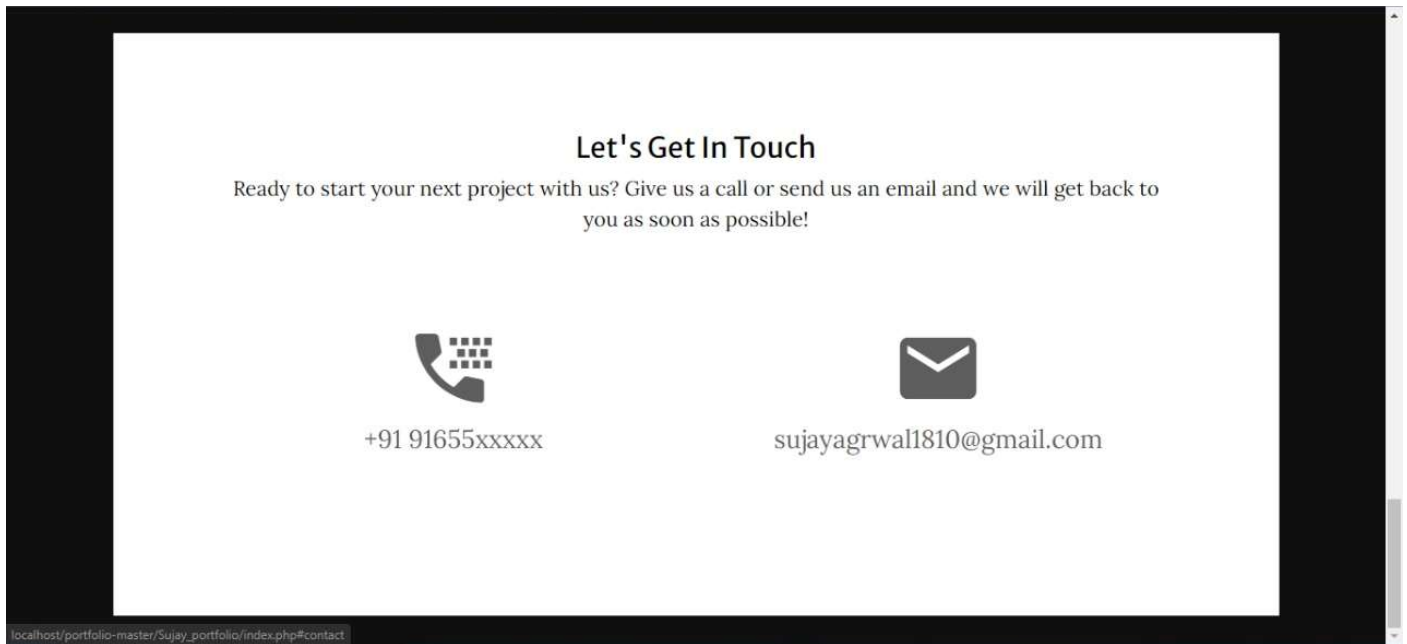 Let's Get In Touch
Ready to start your next project with us? Give us a call or send us an email and we will get back to
you as soon as possible!
+91 91655xxxxx
sujayagrwal1810@gmail.com
localhost/portfolio-master/Sujay_portfolio/index.php#contact